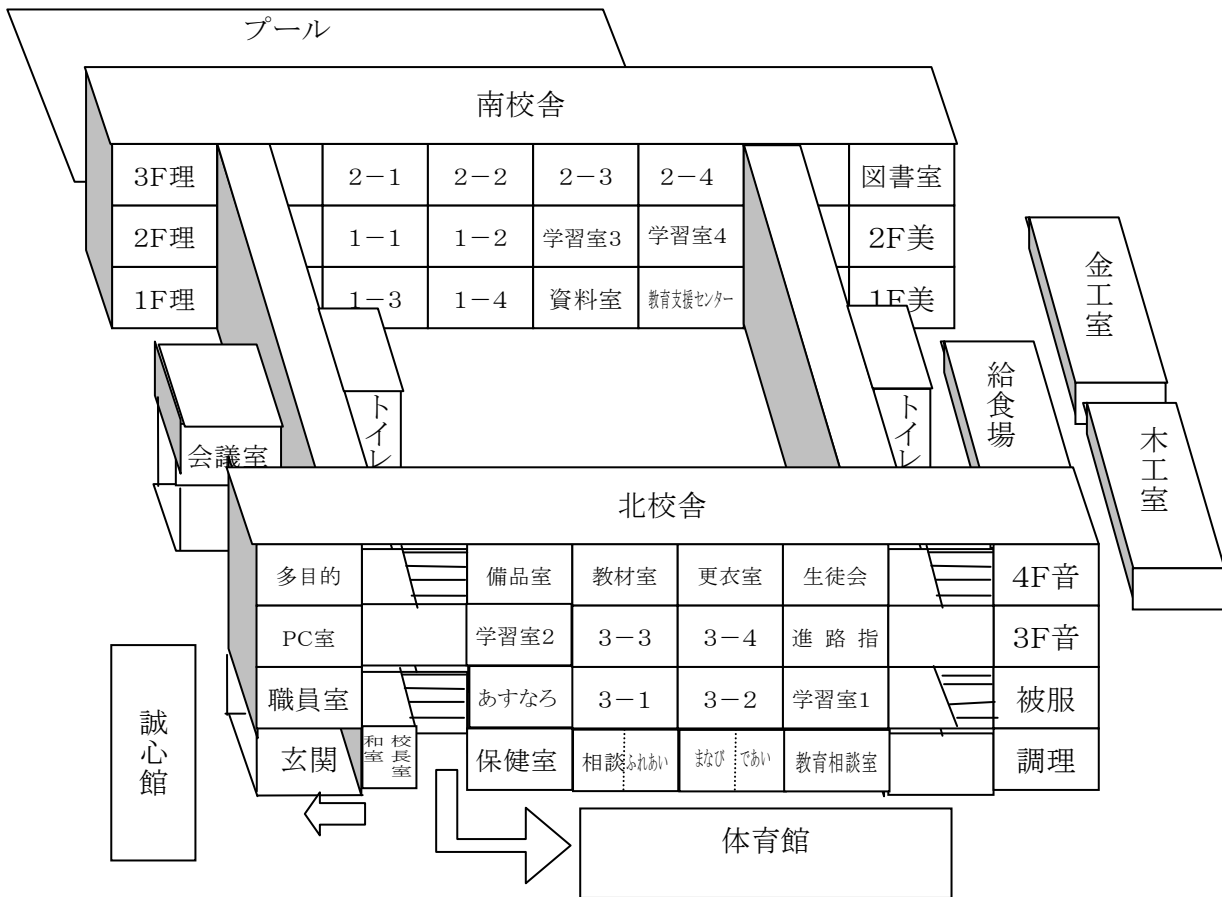 プール
南校舎
3F理 2−1 2−2 2−3 2−4 図書室
2F理 1−1 1−2 学習室3 学習室4 2F美
1F理 1−3 1−4 資料室 教育支援センター 1F美
金工室
給食場
木工室
トイレ
トイレ
会議室
北校舎
多目的 備品室 教材室 更衣室 生徒会 4F音
PC室 学習室2 3−3 3−4 進路指 3F音
職員室 あすなろ 3−1 3−2 学習室1 被服
玄関 和室 校長室 保健室 相談 ふれあい まなび であい 教育相談室 調理
誠心館
体育館